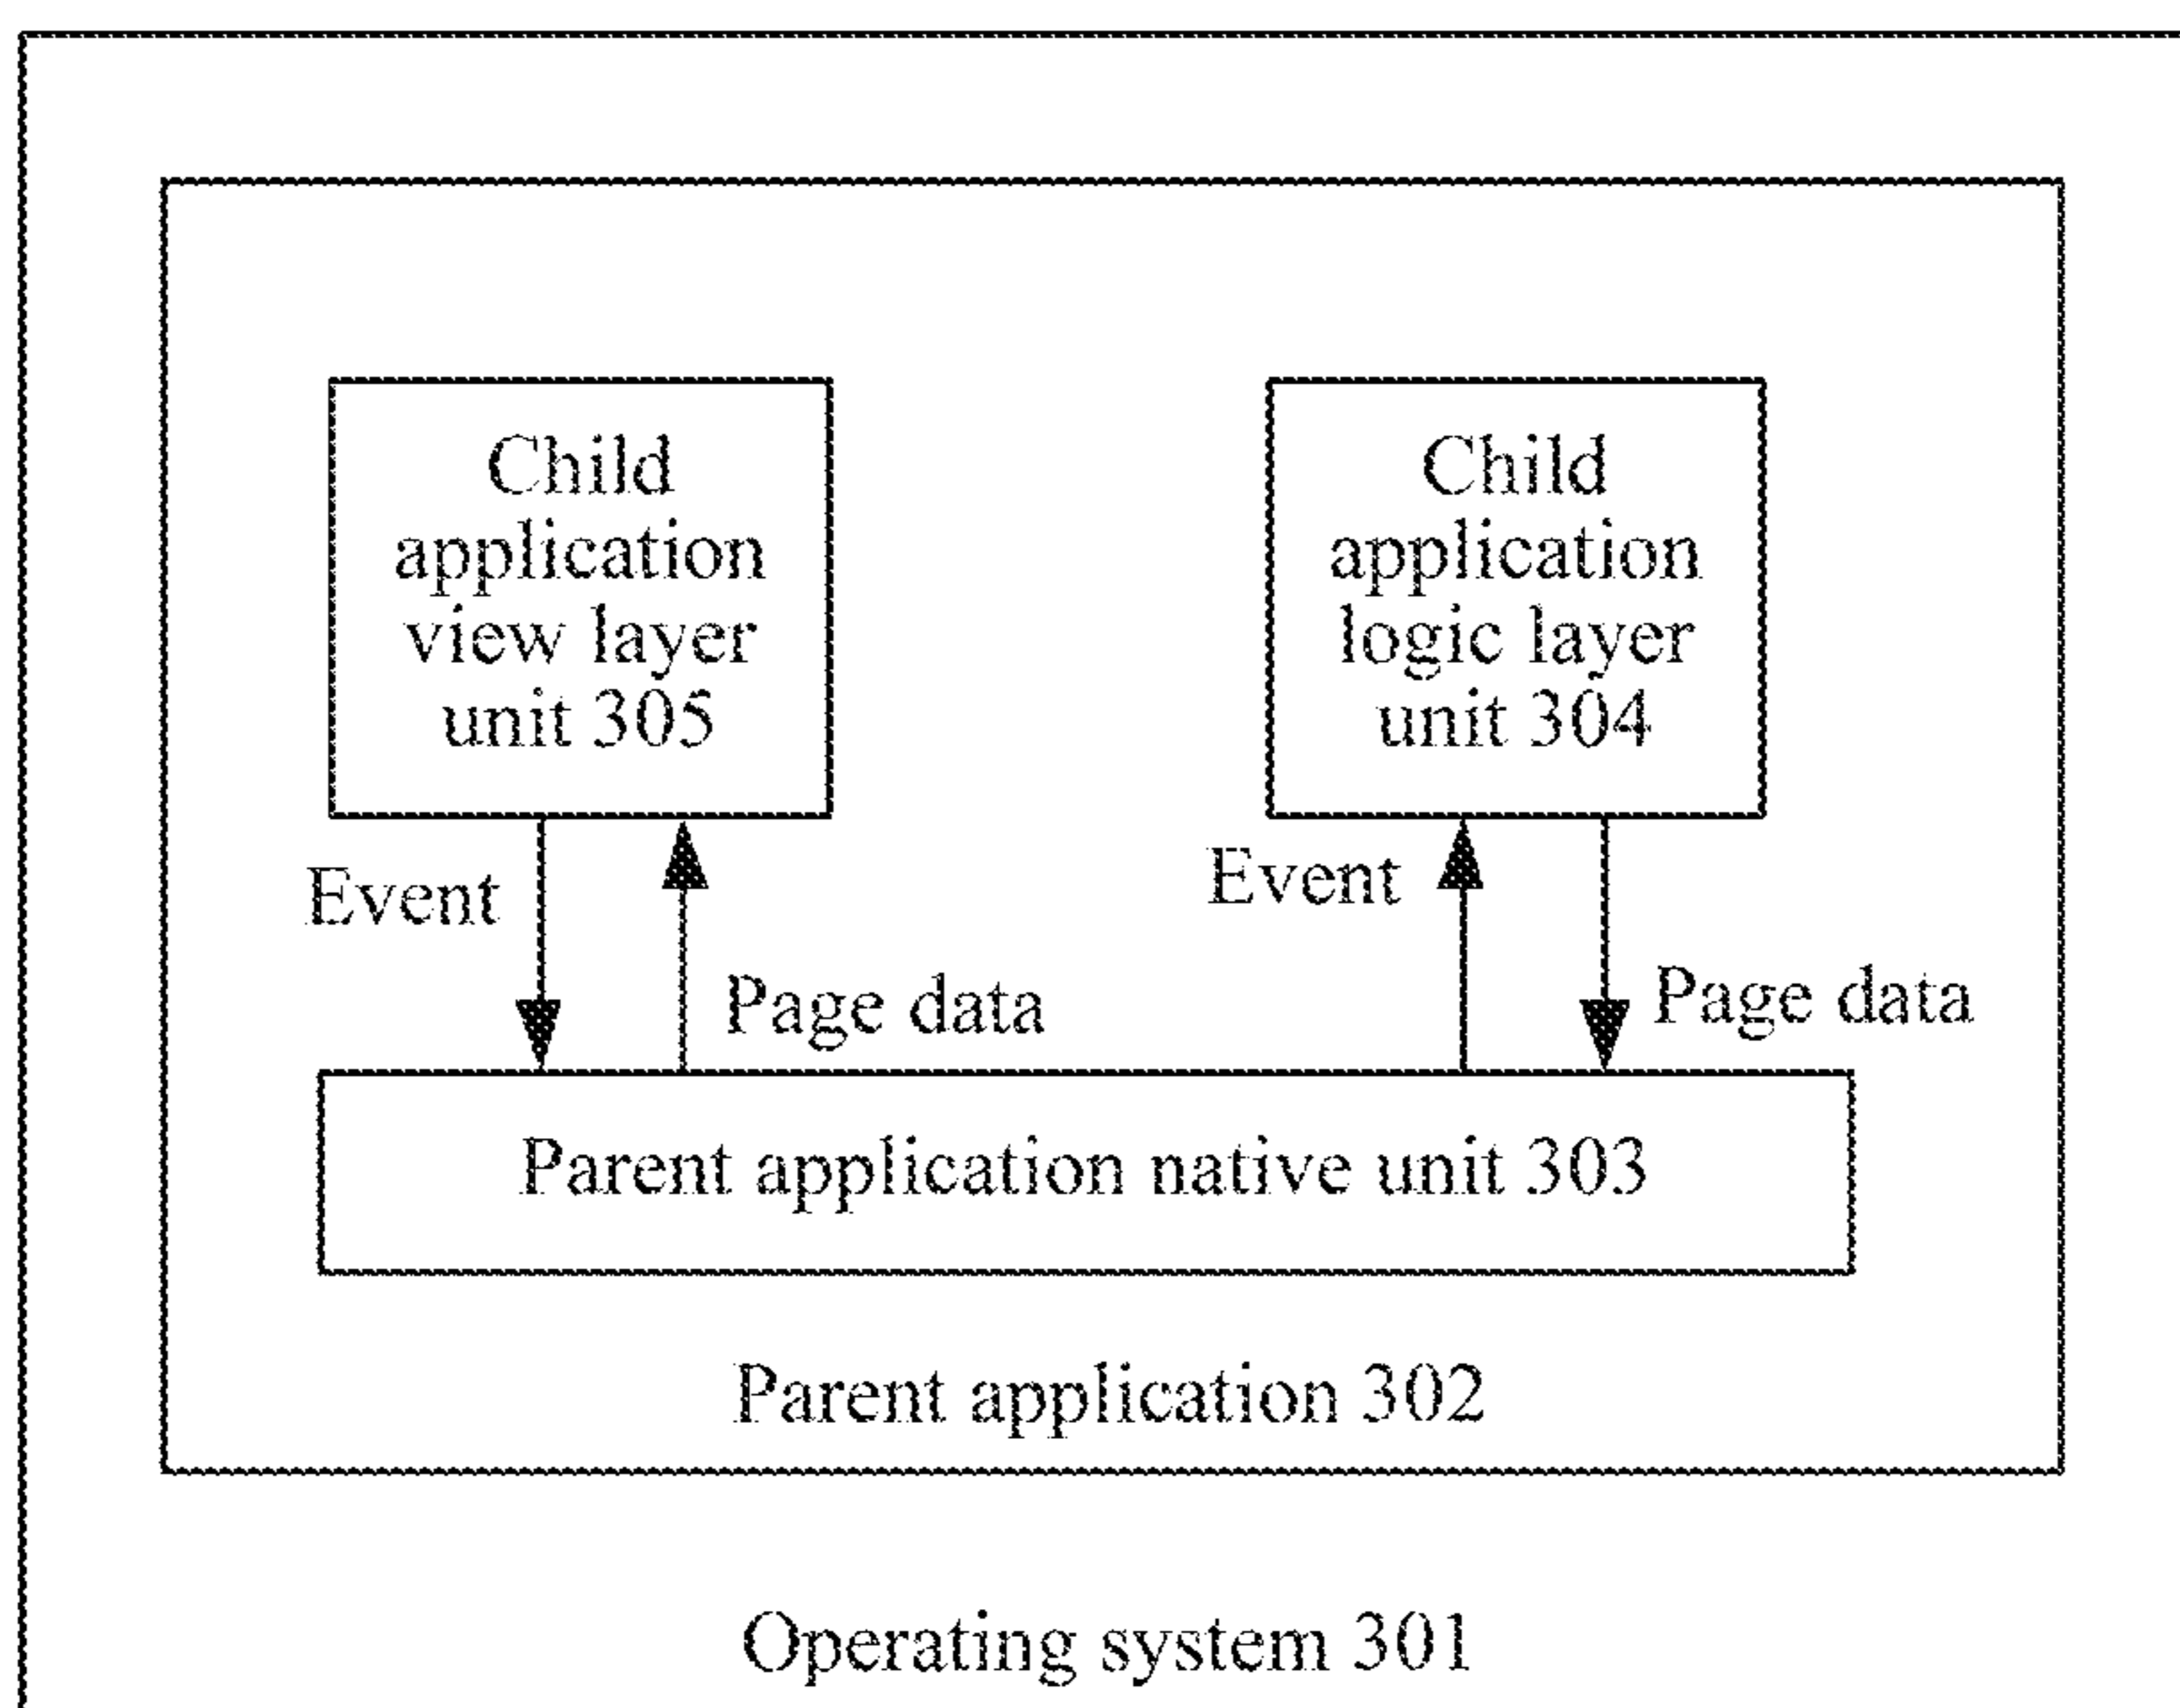 Child
application
view layer
unit 305
Child
application
logic layer
unit 304
Event
Page data
Event
Page data
Parent application native unit 303
Parent application 302
Operating system 301